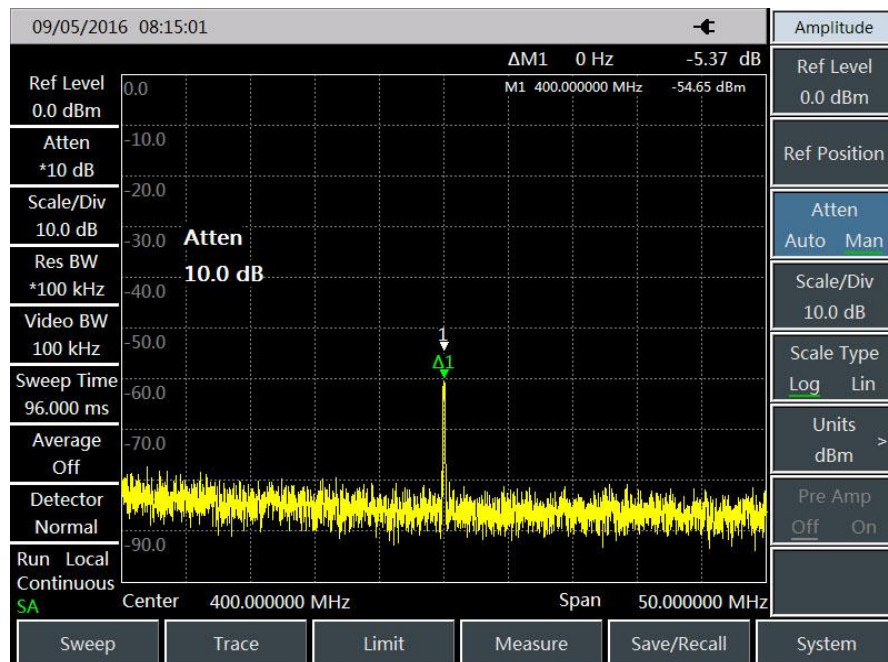 09/05/2016 08:15:01
Amplitude
ΔM1 0 Hz -5.37 dB
M1 400.000000 MHz -54.65 dBm
Ref Level
0.0 dBm
Atten
*10 dB
Scale/Div
10.0 dB
Res BW
*100 kHz
Video BW
100 kHz
Sweep Time
96.000 ms
Average
Off
Detector
Normal
Run Local
Continuous
SA
0.0
-10.0
-20.0
-30.0
-40.0
-50.0
-60.0
-70.0
-90.0
Atten
10.0 dB
1
Δ1
Center 400.000000 MHz Span 50.000000 MHz
Ref Level
0.0 dBm
Ref Position
Atten
Auto Man
Scale/Div
10.0 dB
Scale Type
Log Lin
Units
dBm >
Pre Amp
Off On
Sweep Trace Limit Measure Save/Recall System